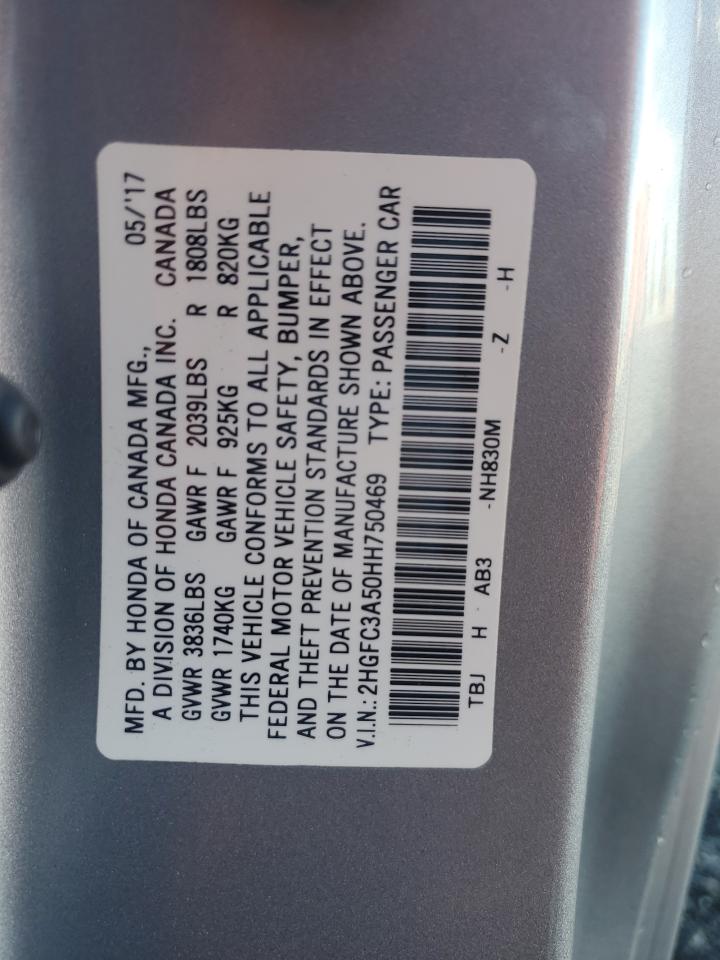 MFD. BY HONDA OF CANADA MFG., 05/'17
A DIVISION OF HONDA CANADA INC. CANADA
GVWR 3836LBS GAWR F 2039LBS R 1808LBS
GVWR 1740KG GAWR F 925KG R 820KG
THIS VEHICLE CONFORMS TO ALL APPLICABLE
FEDERAL MOTOR VEHICLE SAFETY, BUMPER,
AND THEFT PREVENTION STANDARDS IN EFFECT
ON THE DATE OF MANUFACTURE SHOWN ABOVE.
V.I.N.: 2HGFC3A50HH750469 TYPE: PASSENGER CAR
TBJ H AB3 -NH830M -Z -H